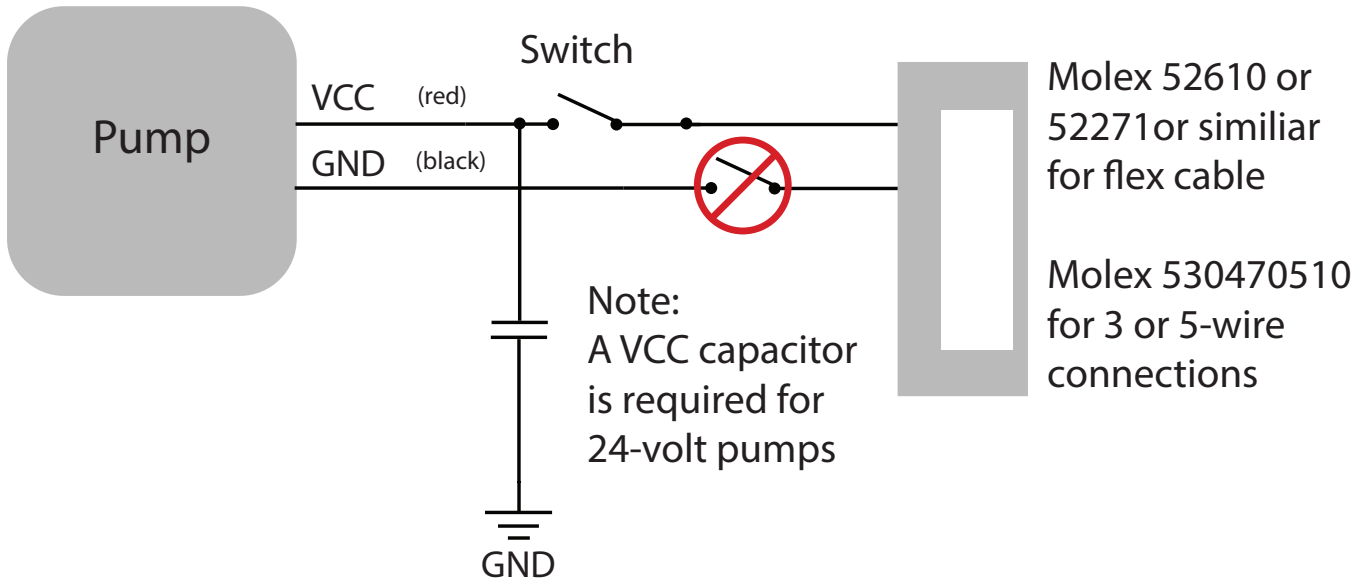 Switch
Pump
VCC (red)
GND (black)
Molex 52610 or
52271or similiar
for flex cable
Molex 530470510
for 3 or 5-wire
connections
Note:
A VCC capacitor
is required for
24-volt pumps
GND